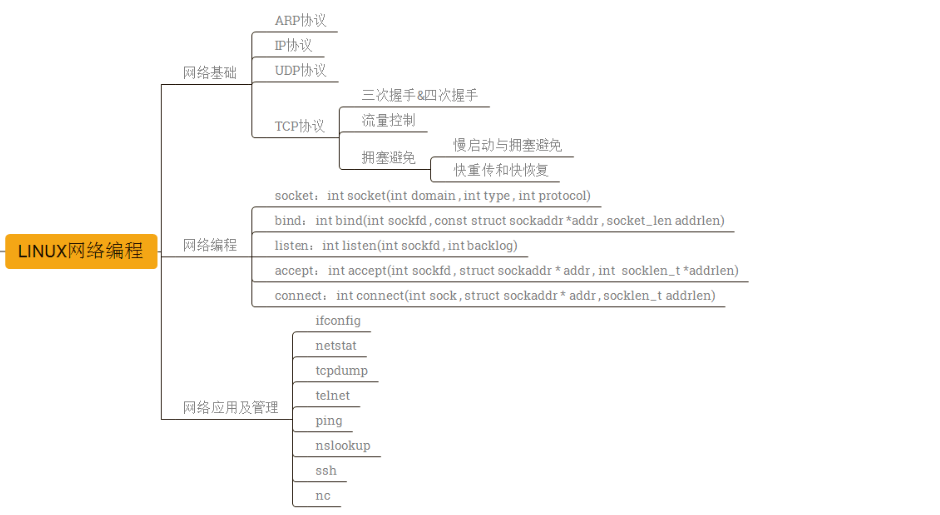 ARP协议
IP协议
网络基础
UDP协议
三次握手&四次握手
流量控制
TCP协议
慢启动与拥塞避免
拥塞避免
快重传和快恢复
socket：int socket(int domain, int type, int protocol)
bind：int bind(int sockfd, const struct sockaddr *addr, socket_len addrlen)
LINUX网络编程
网络编程
listen：int listen(int sockfd, int backlog)
accept：int accept(int sockfd, struct sockaddr * addr, int socklen_t *addrlen)
connect：int connect(int sock, struct sockaddr * addr, socklen_t addrlen)
ifconfig
netstat
tcpdump
telnet
网络应用及管理
ping
nslookup
ssh
nc